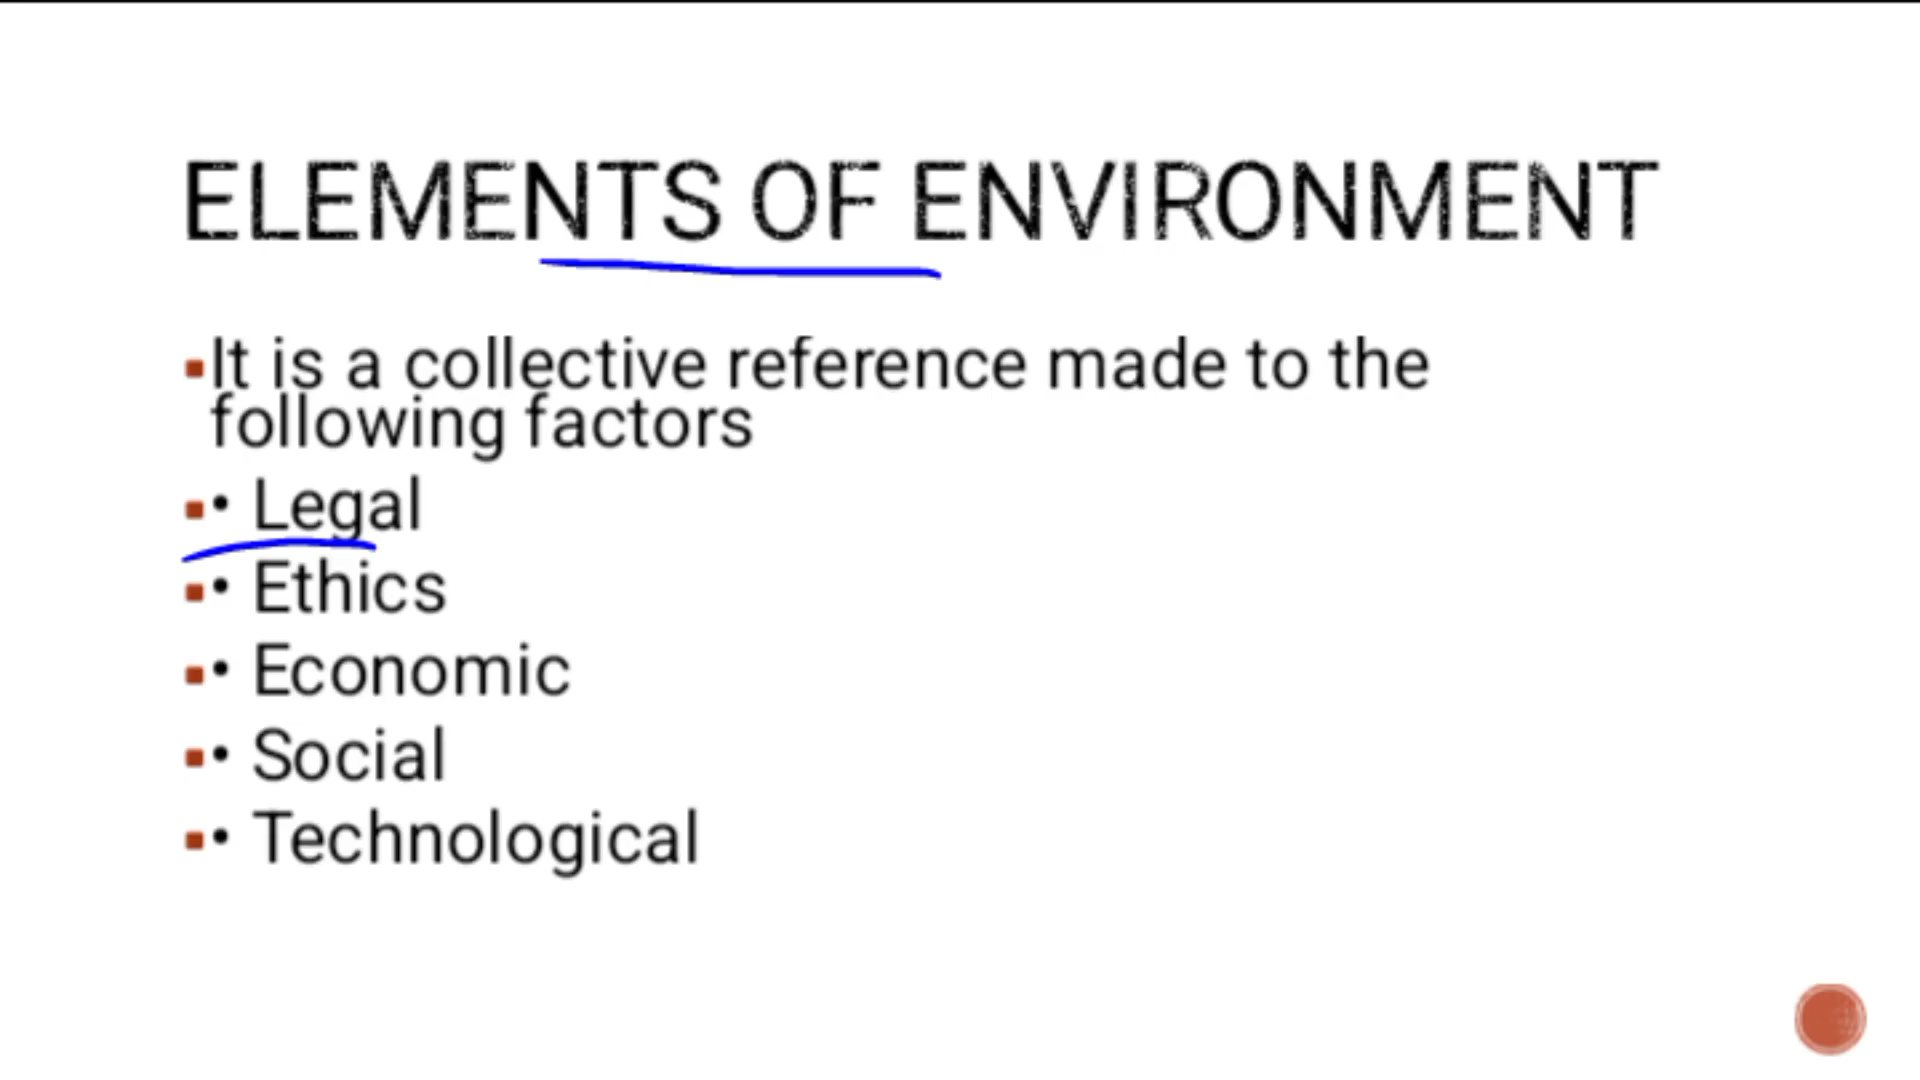 ELEMENTS OF ENVIRONMENT
▪It is a collective reference made to the
following factors
▪• Legal
▪• Ethics
▪• Economic
▪• Social
▪• Technological